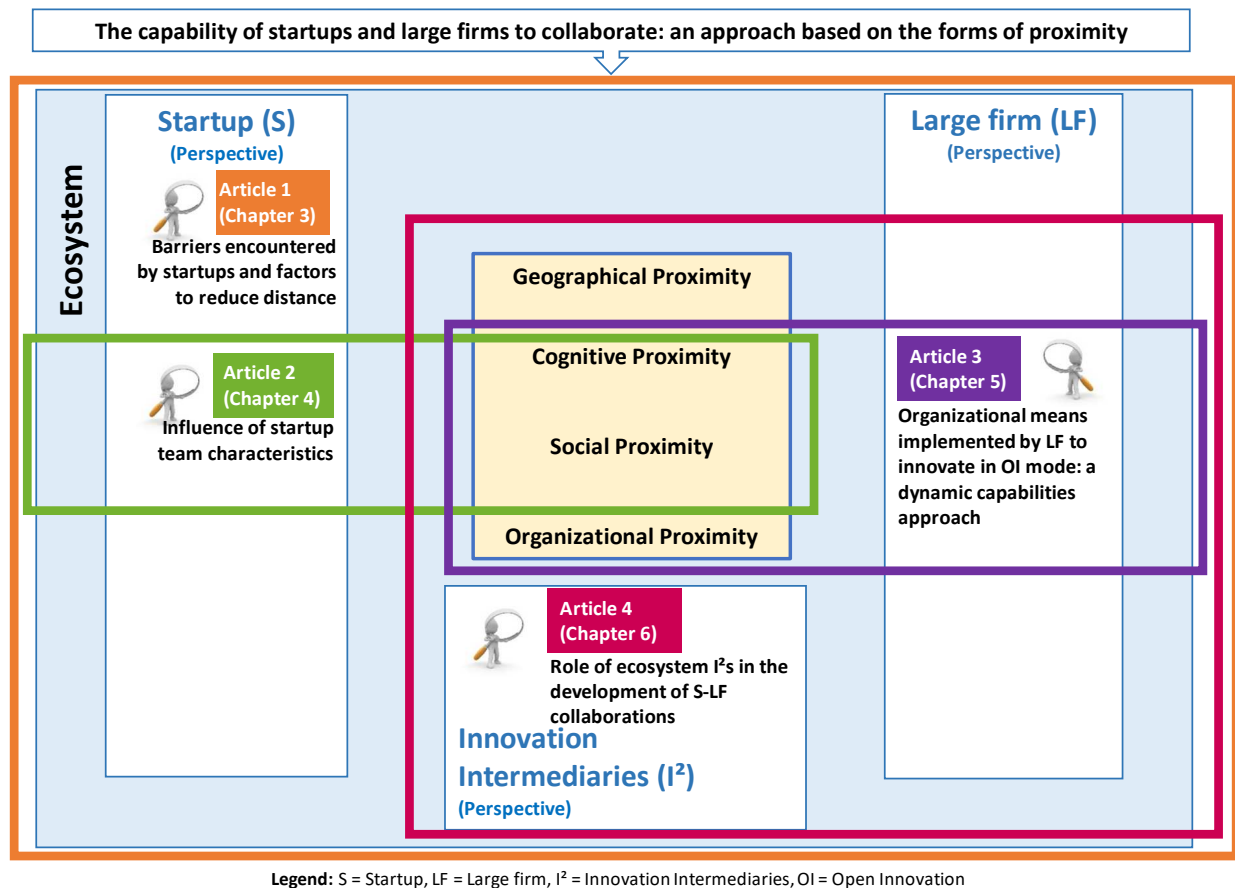 The capability of startups and large firms to collaborate: an approach based on the forms of proximity
Ecosystem
Startup (S)
(Perspective)
Article 1
(Chapter 3)
Barriers encountered
by startups and factors
to reduce distance
Article 2
(Chapter 4)
Influence of startup
team characteristics
Geographical Proximity
Cognitive Proximity
Social Proximity
Organizational Proximity
Large firm (LF)
(Perspective)
Article 3
(Chapter 5)
Organizational means
implemented by LF to
innovate in OI mode: a
dynamic capabilities
approach
Article 4
(Chapter 6)
Role of ecosystem I²s in the
development of S-LF
collaborations
Innovation
Intermediaries (I²)
(Perspective)
Legend: S = Startup, LF = Large firm, I² = Innovation Intermediaries, OI = Open Innovation